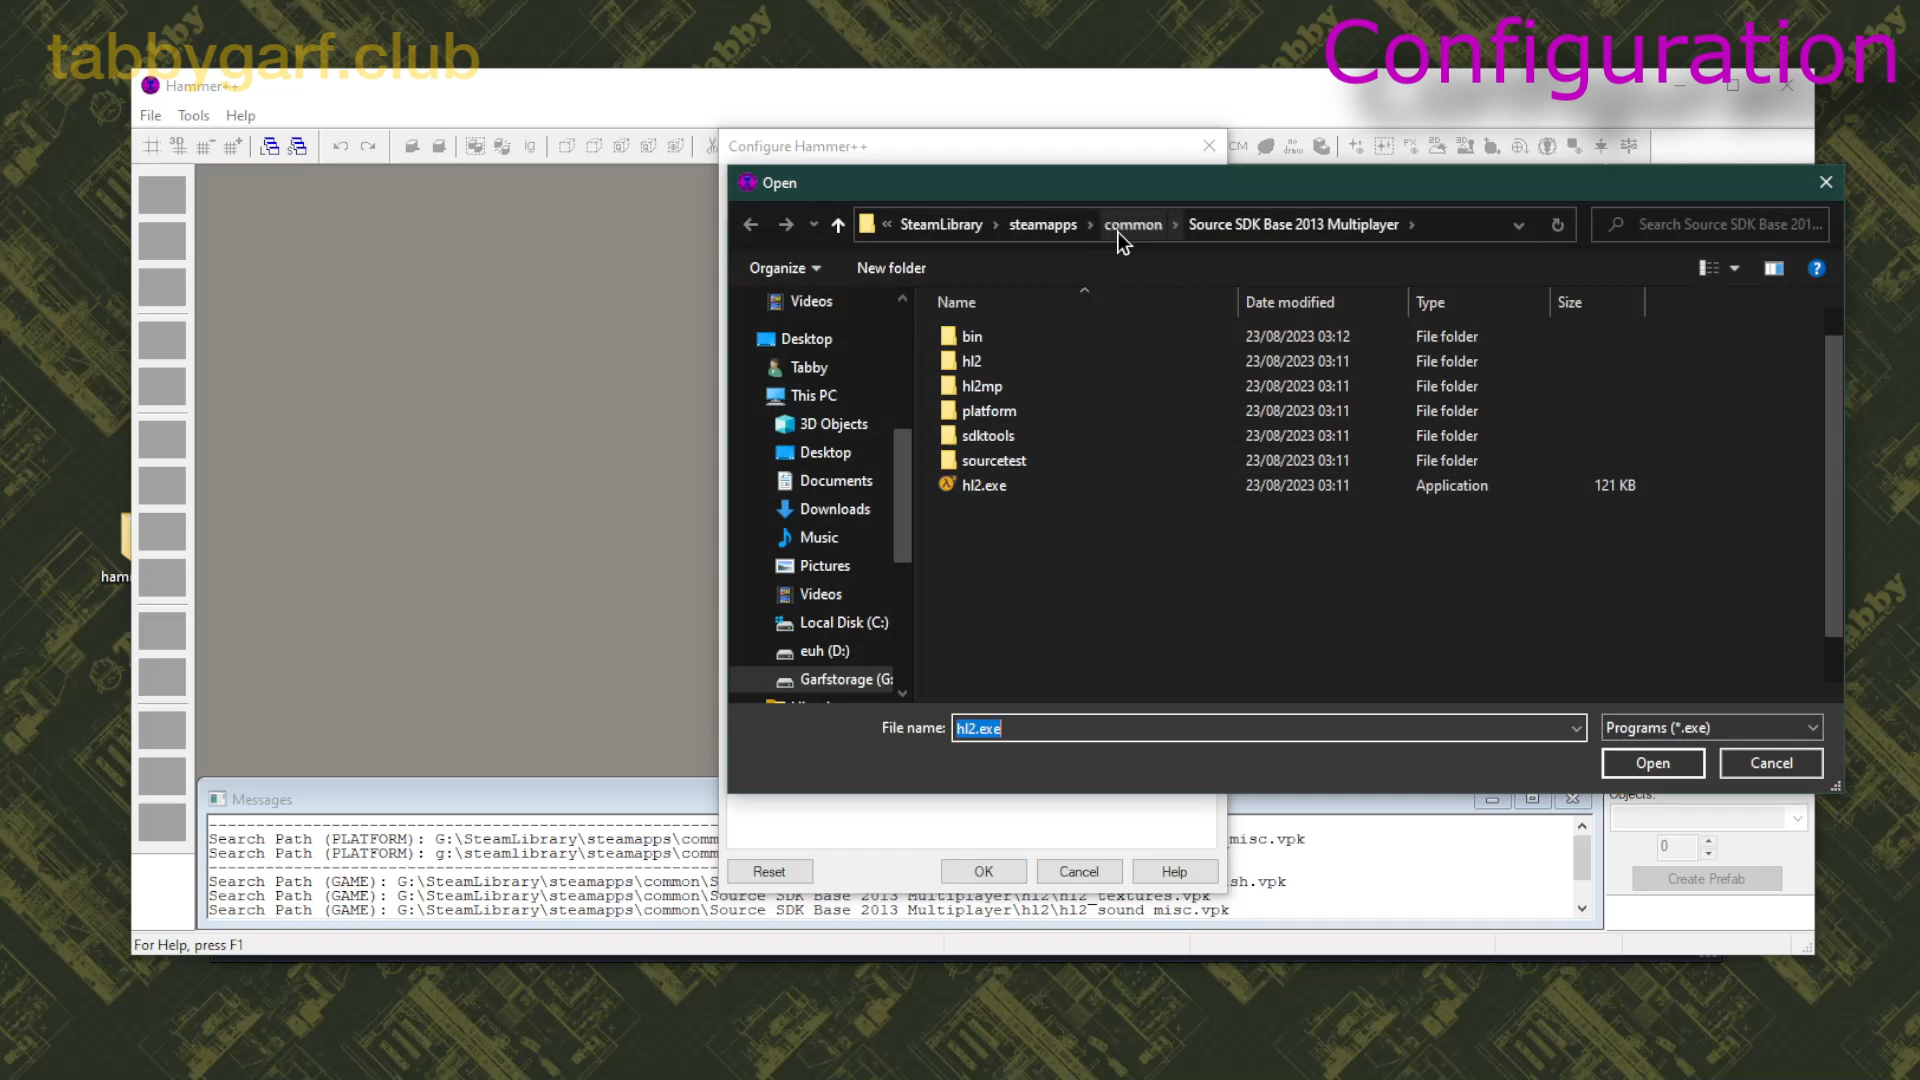 tabbygarf.club
Configuration
Hammer++
File Tools Help
Configure Hammer++
Open
« SteamLibrary › steamapps › common › Source SDK Base 2013 Multiplayer ›
Search Source SDK Base 201...
Organize New folder
Name Date modified Type Size
bin 23/08/2023 03:12 File folder
hl2 23/08/2023 03:11 File folder
hl2mp 23/08/2023 03:11 File folder
platform 23/08/2023 03:11 File folder
sdktools 23/08/2023 03:11 File folder
sourcetest 23/08/2023 03:11 File folder
hl2.exe 23/08/2023 03:11 Application 121 KB
Videos
Desktop
Tabby
This PC
3D Objects
Desktop
Documents
Downloads
Music
Pictures
Videos
Local Disk (C:)
euh (D:)
Garfstorage (G:
File name: hl2.exe
Programs (*.exe)
Open Cancel
ham
Messages
Search Path (PLATFORM): G:\SteamLibrary\steamapps\comm misc.vpk
Search Path (PLATFORM): g:\steamlibrary\steamapps\comm
Search Path (GAME): G:\SteamLibrary\steamapps\common\S sh.vpk
Search Path (GAME): G:\SteamLibrary\steamapps\common\Source SDK Base 2013 Multiplayer\hl2\hl2_textures.vpk
Search Path (GAME): G:\SteamLibrary\steamapps\common\Source SDK Base 2013 Multiplayer\hl2\hl2_sound_misc.vpk
Reset OK Cancel Help
Objects:
0
Create Prefab
For Help, press F1